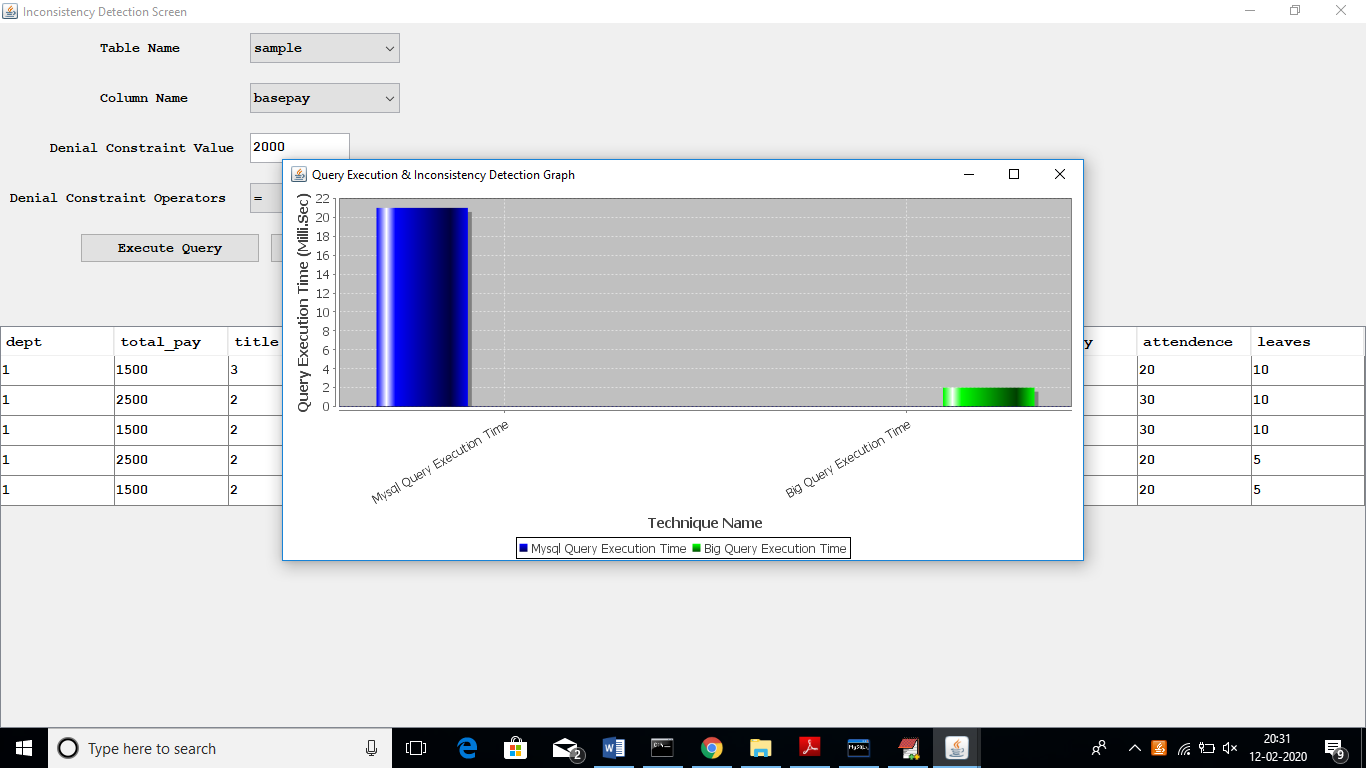 Inconsistency Detection Screen
Table Name
sample
Column Name
basepay
Denial Constraint Value
2000
Denial Constraint Operators
=
Execute Query
Query Execution & Inconsistency Detection Graph
Query Execution Time (Milli.Sec)
22
20
18
16
14
12
10
8
6
4
2
0
Mysql Query Execution Time
Big Query Execution Time
Technique Name
Mysql Query Execution Time Big Query Execution Time
dept total_pay title y attendence leaves
1 1500 3 20 10
1 2500 2 30 10
1 1500 2 30 10
1 2500 2 20 5
1 1500 2 20 5
Type here to search
2
20:31
12-02-2020
9